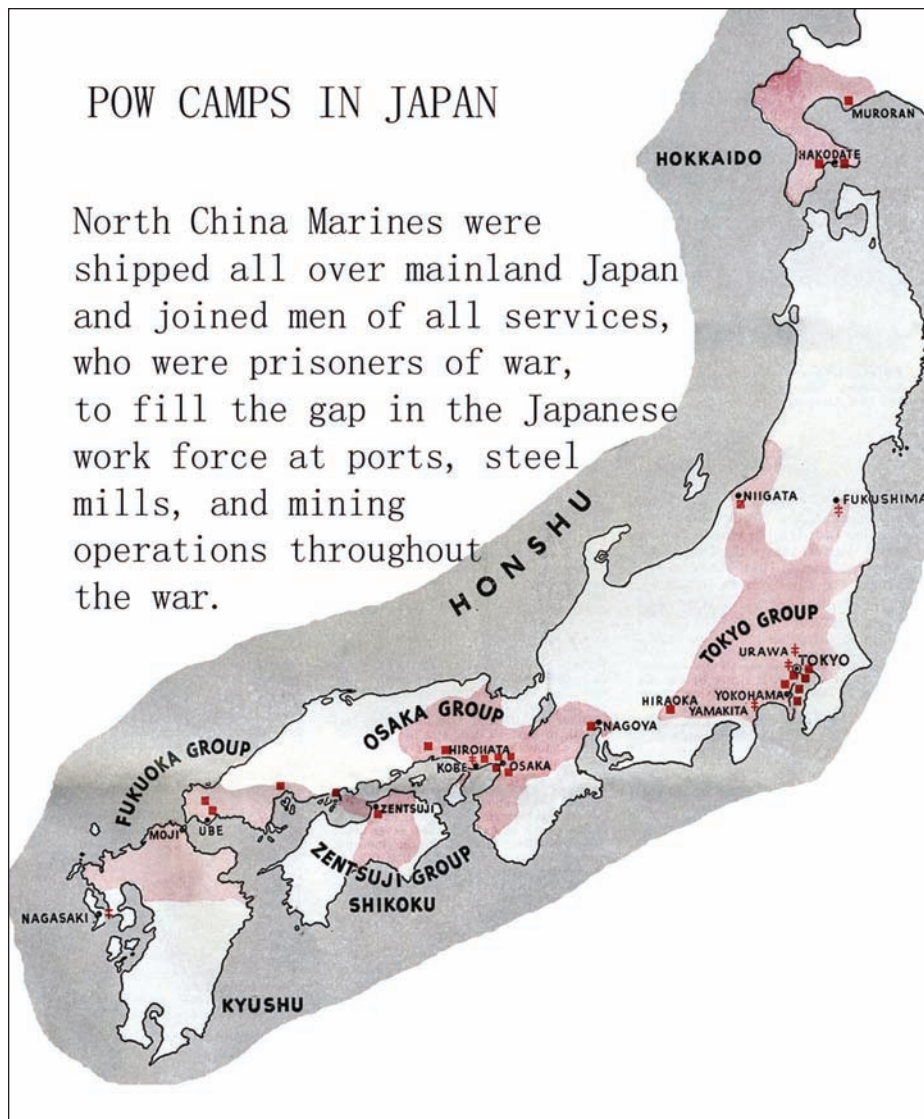 POW CAMPS IN JAPAN
North China Marines were
shipped all over mainland Japan
and joined men of all services,
who were prisoners of war,
to fill the gap in the Japanese
work force at ports, steel
mills, and mining
operations throughout
the war.
MURORAN
HAKODATE
HOKKAIDO
NIIGATA
FUKUSHIMA
HONSHU
TOKYO GROUP
URAWA
TOKYO
HIRAOKA
YOKOHAMA
YAMAKITA
NAGOYA
OSAKA GROUP
HIROHATA
KOBE
OSAKA
FUKUOKA GROUP
ZENTSUJI
MOJI
UBE
ZENTSUJI GROUP
SHIKOKU
NAGASAKI
KYUSHU